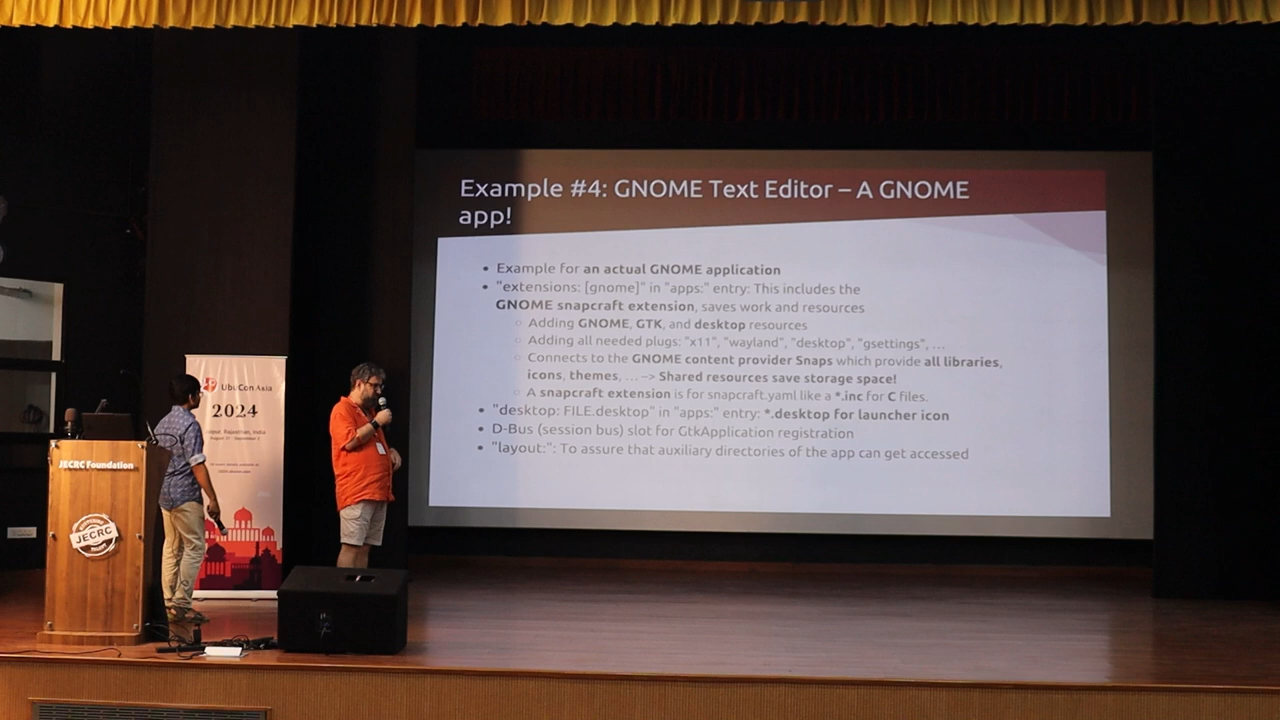 Example #4: GNOME Text Editor – A GNOME
app!
• Example for an actual GNOME application
• "extensions: [gnome]" in "apps:" entry: This includes the
GNOME snapcraft extension, saves work and resources
○ Adding GNOME, GTK, and desktop resources
○ Adding all needed plugs: "x11", "wayland", "desktop", "gsettings", …
○ Connects to the GNOME content provider Snaps which provide all libraries,
icons, themes, … –> Shared resources save storage space!
○ A snapcraft extension is for snapcraft.yaml like a *.inc for C files.
• "desktop: FILE.desktop" in "apps:" entry: *.desktop for launcher icon
• D-Bus (session bus) slot for GtkApplication registration
• "layout:": To assure that auxiliary directories of the app can get accessed
UbuCon Asia
2024
Rajasthan, India
JECRC Foundation
JECRC